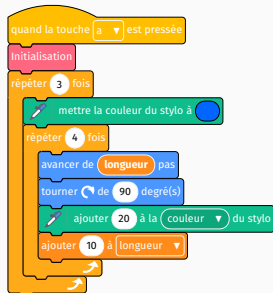 quand la touche a est pressée
Initialisation
répéter 3 fois
mettre la couleur du stylo à
répéter 4 fois
avancer de longueur pas
tourner de 90 degré(s)
ajouter 20 à la couleur du stylo
ajouter 10 à longueur